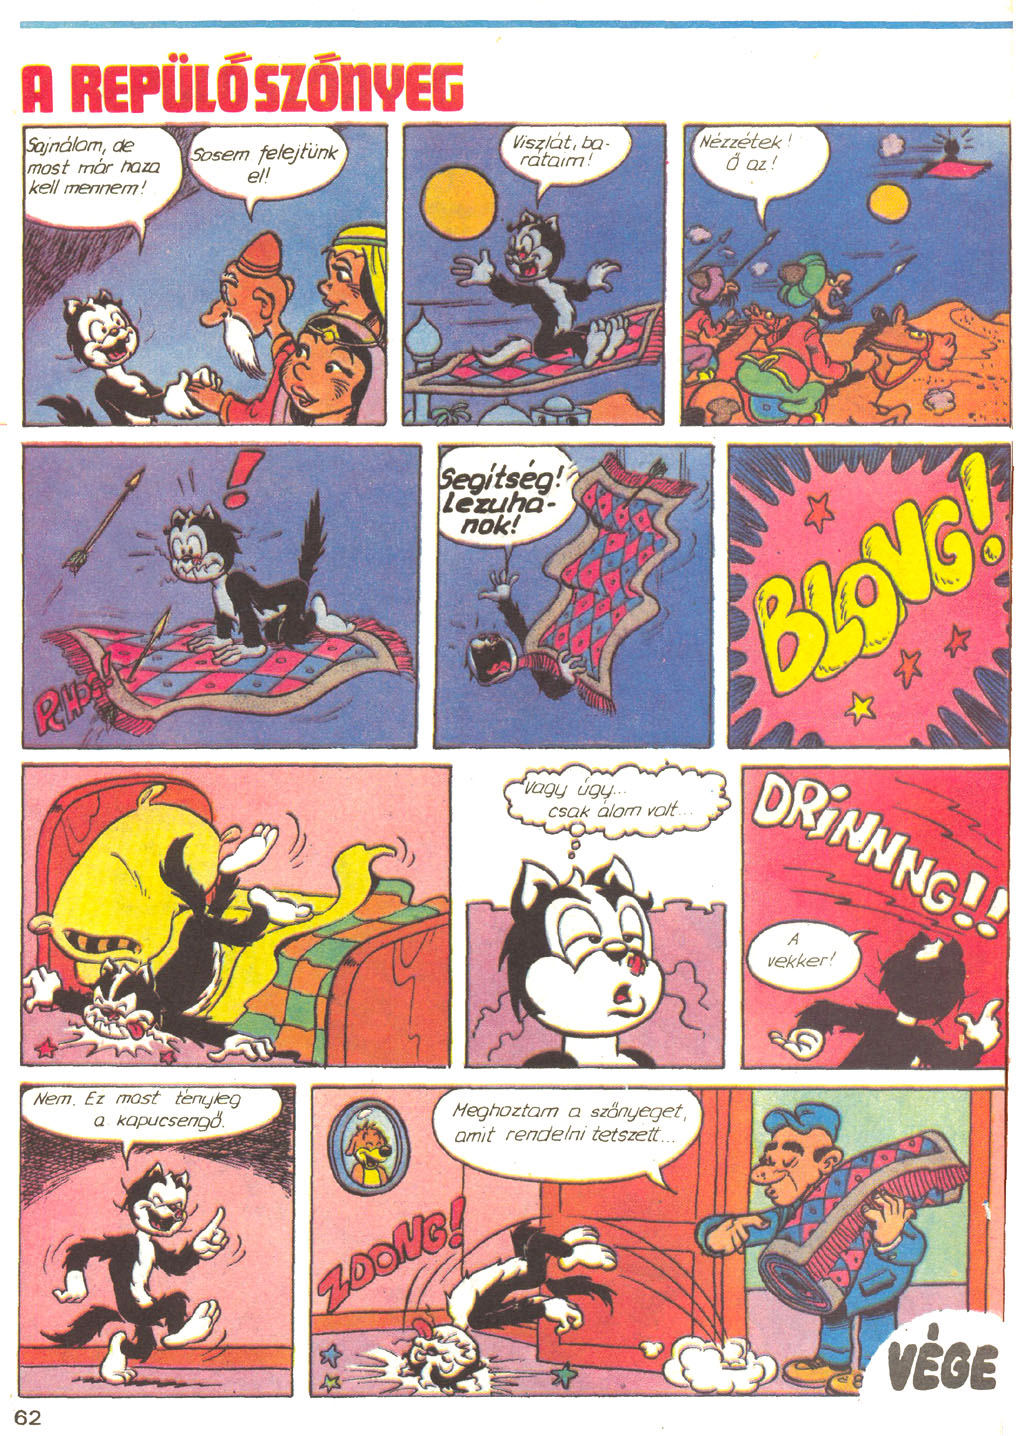 A REPÜLŐ SZŐNYEG
Sajnálom, de
most már haza
kell mennem!
Sosem felejtünk
el!
Viszlát, ba-
rátaim!
Nézzétek!
Ő az!
!
Segítség!
Lezuha-
nok!
BLONG!
Vagy úgy...
csak álom volt...
DRINNNG!!
A
vekker!
Nem. Ez most tényleg
a kapucsengő.
Meghoztam a szőnyeget,
amit rendelni tetszett...
ZDONG!
VÉGE
62